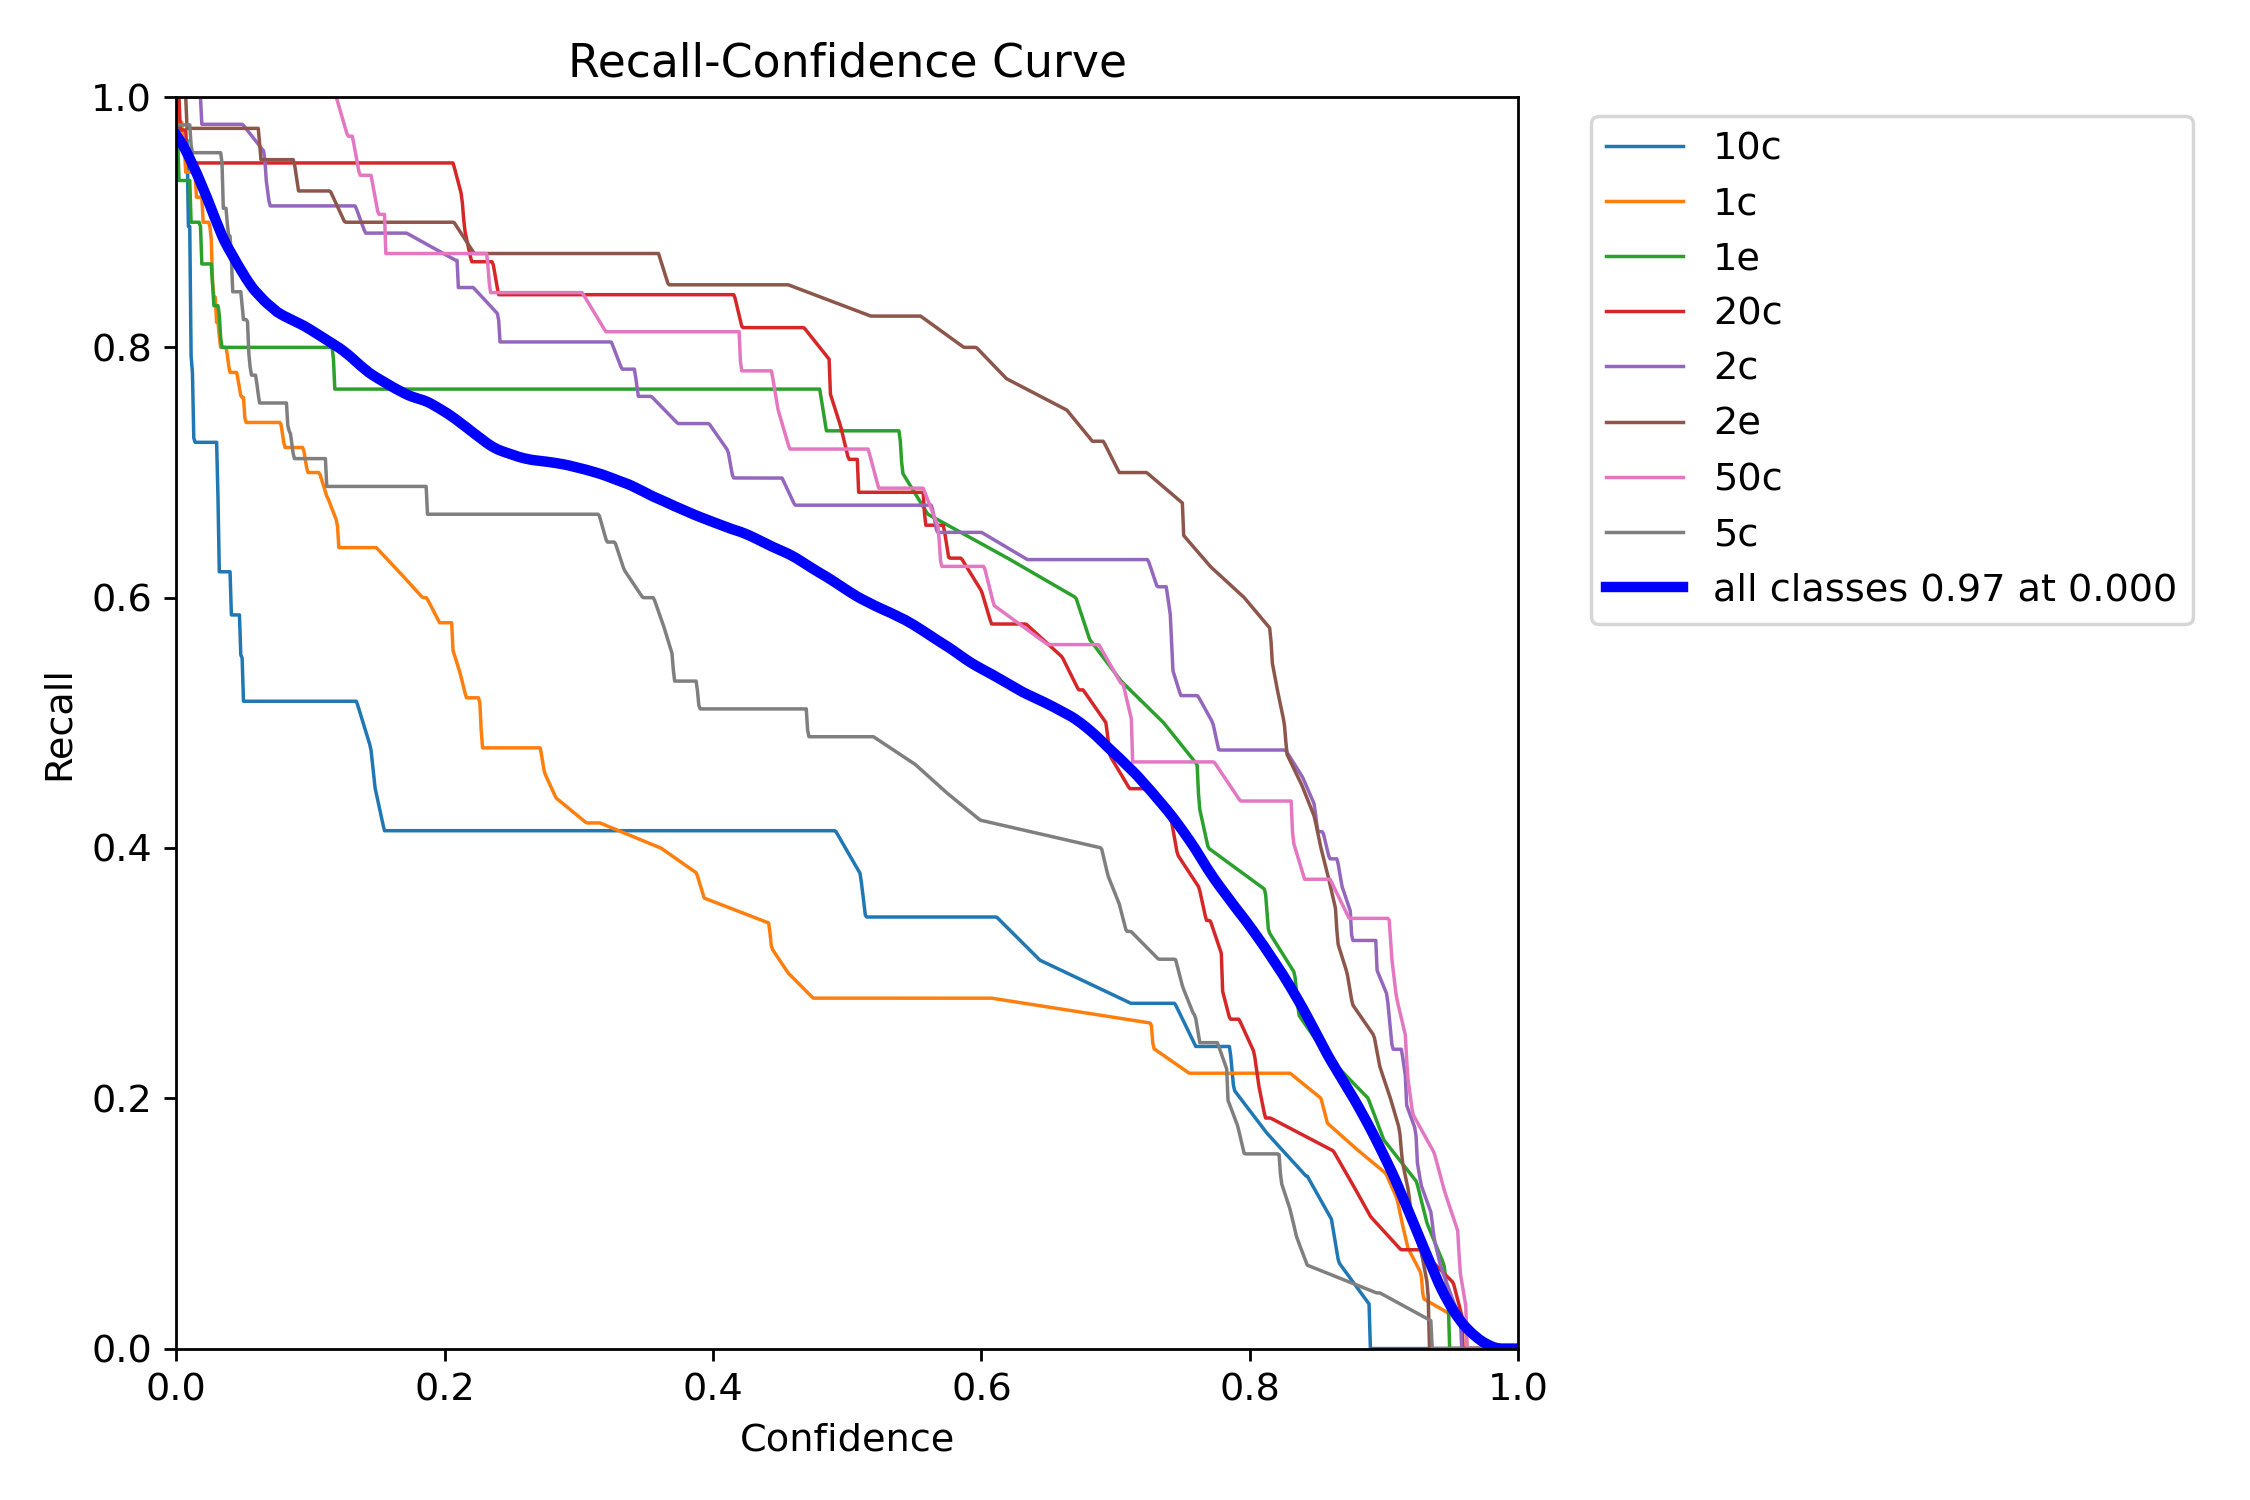 Recall-Confidence Curve
1.0
0.8
0.6
0.4
0.2
0.0
Recall
0.0 0.2 0.4 0.6 0.8 1.0
Confidence
10c
1c
1e
20c
2c
2e
50c
5c
all classes 0.97 at 0.000